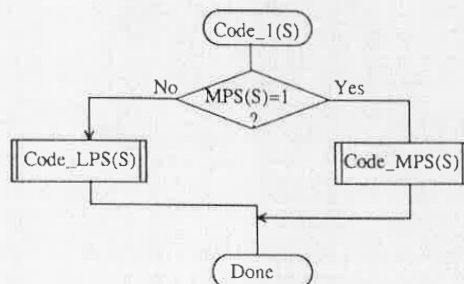 Code_1(S)
No
MPS(S)=1
?
Yes
Code_LPS(S)
Code_MPS(S)
Done